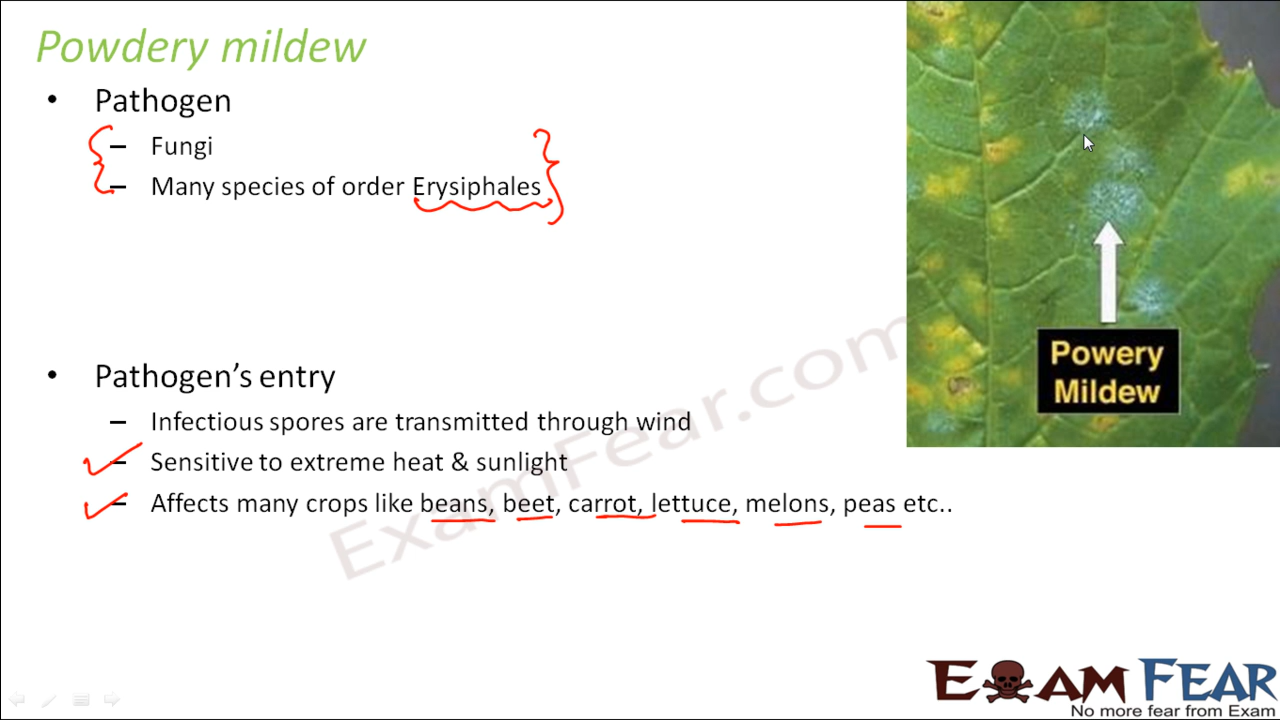 Powdery mildew
• Pathogen
– Fungi
– Many species of order Erysiphales
• Pathogen's entry
– Infectious spores are transmitted through wind
– Sensitive to extreme heat & sunlight
– Affects many crops like beans, beet, carrot, lettuce, melons, peas etc..
Powery
Mildew
ExamFear.com
EXAM FEAR
No more fear from Exam